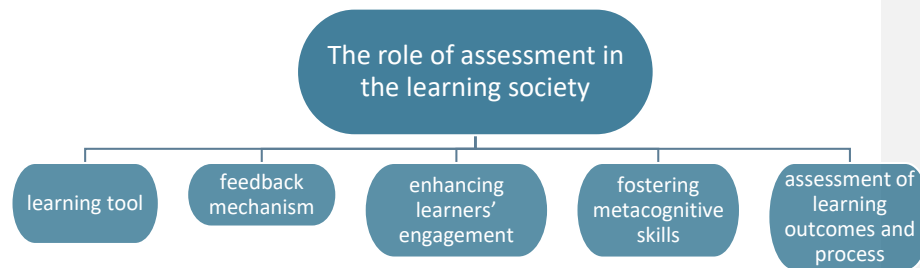 The role of assessment in
the learning society
learning tool
feedback
mechanism
enhancing
learners’
engagement
fostering
metacognitive
skills
assessment of
learning
outcomes and
process